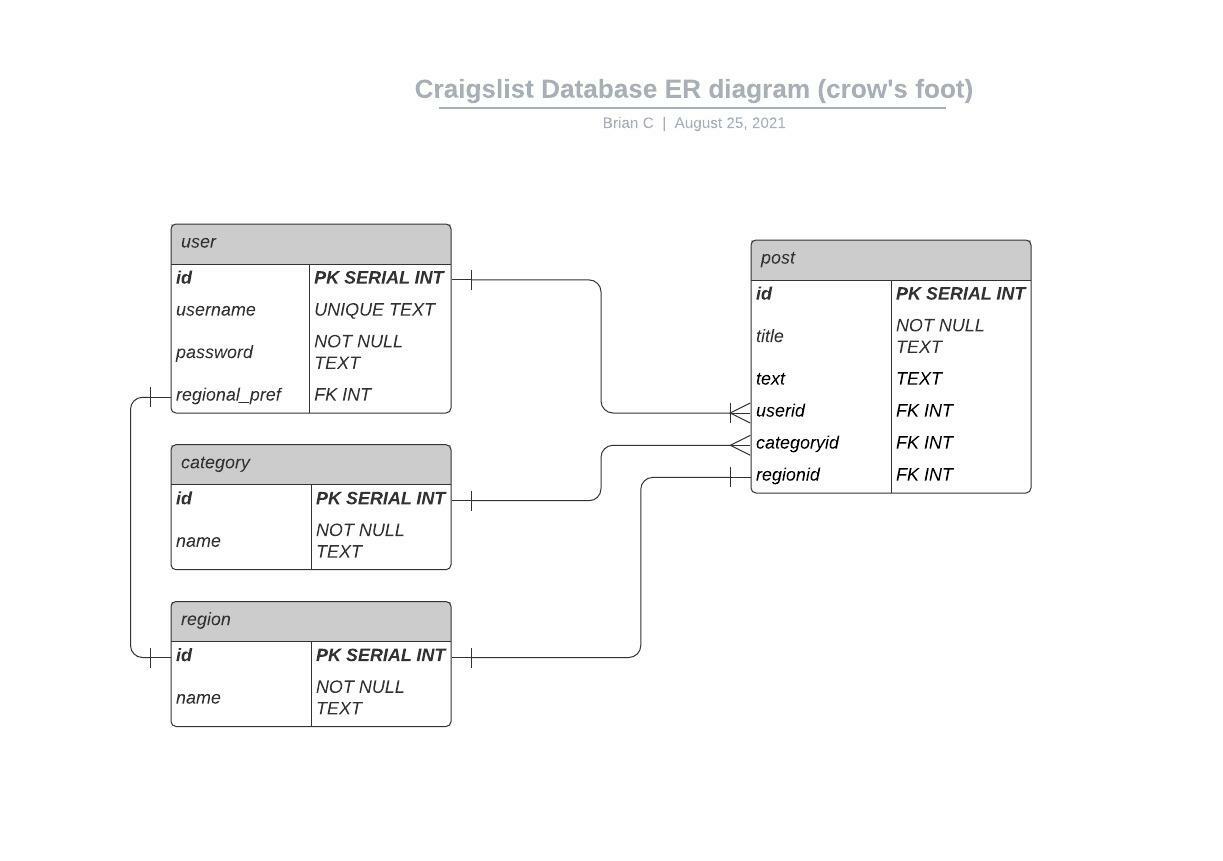 Craigslist Database ER diagram (crow's foot)
Brian C | August 25, 2021
user
id PK SERIAL INT
username UNIQUE TEXT
password NOT NULL
TEXT
regional_pref FK INT
category
id PK SERIAL INT
name NOT NULL
TEXT
region
id PK SERIAL INT
name NOT NULL
TEXT
post
id PK SERIAL INT
title NOT NULL
TEXT
text TEXT
userid FK INT
categoryid FK INT
regionid FK INT